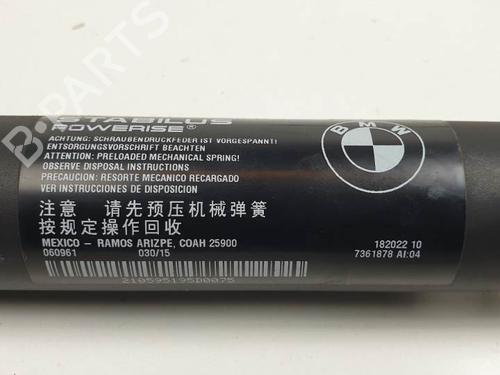 STABILUS
POWERISE®
ACHTUNG: SCHRAUBENDRUCKFEDER IST VORGESPANNT!
ENTSORGUNGSVORSCHRIFT BEACHTEN
ATTENTION: PRELOADED MECHANICAL SPRING!
OBSERVE DISPOSAL INSTRUCTIONS
PRECAUCION: RESORTE MECANICO RECARGADO
VER INSTRUCCIONES DE DISPOSICION
注意 请先预压机械弹簧
按规定操作回收
MEXICO – RAMOS ARIZPE, COAH 25900
060961 030/15
210595195D0075
BMW
182022 10
7361878 AI:04
B-PARTS